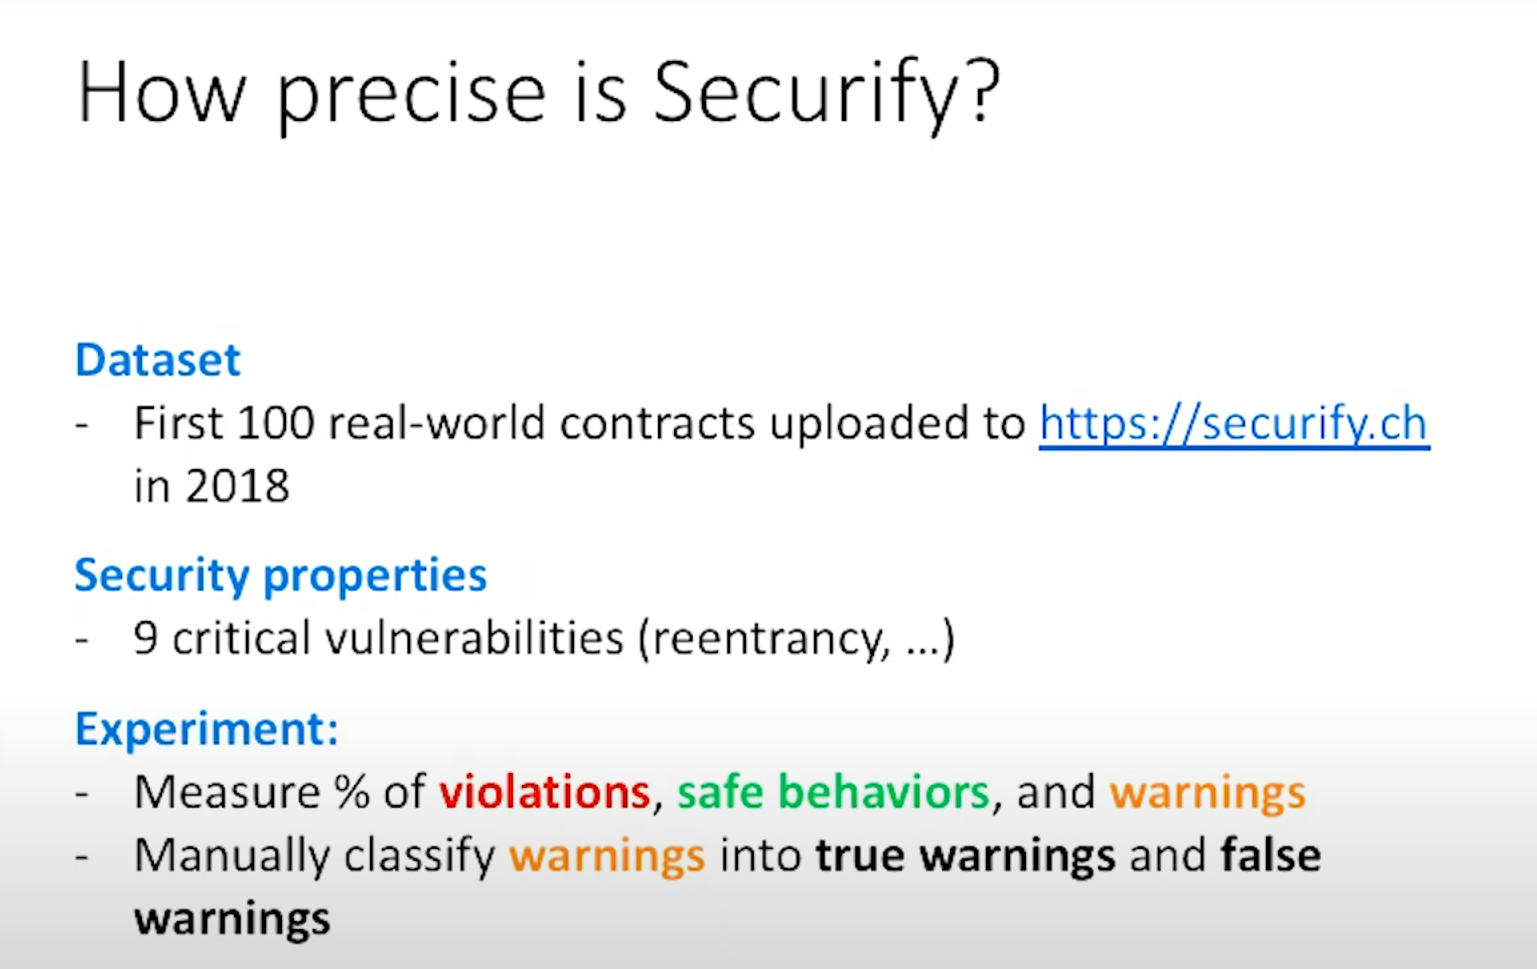 How precise is Securify?
Dataset
- First 100 real-world contracts uploaded to https://securify.ch
in 2018
Security properties
- 9 critical vulnerabilities (reentrancy, ...)
Experiment:
- Measure % of violations, safe behaviors, and warnings
- Manually classify warnings into true warnings and false
warnings